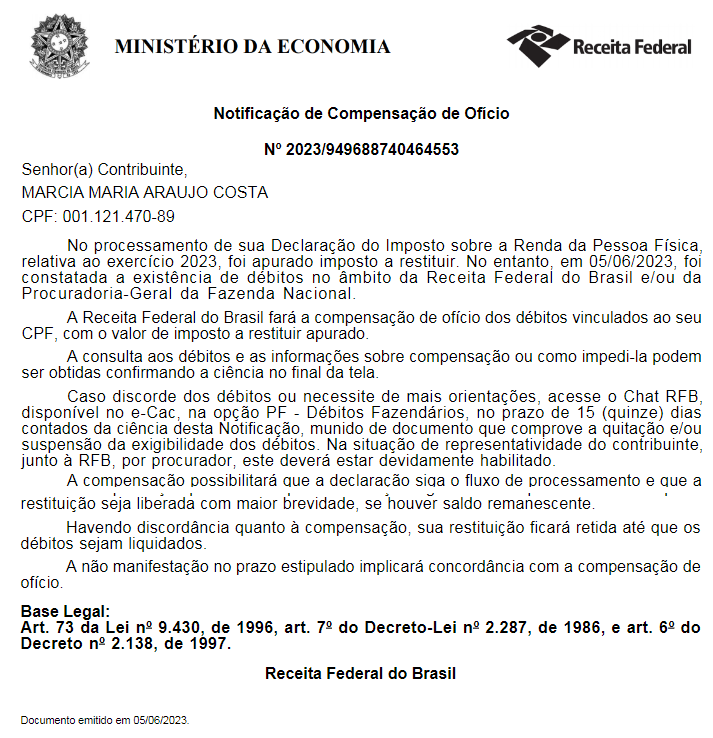 MINISTÉRIO DA ECONOMIA
Receita Federal
Notificação de Compensação de Ofício
Nº 2023/949688740464553
Senhor(a) Contribuinte,
MARCIA MARIA ARAUJO COSTA
CPF: 001.121.470-89
No processamento de sua Declaração do Imposto sobre a Renda da Pessoa Física,
relativa ao exercício 2023, foi apurado imposto a restituir. No entanto, em 05/06/2023, foi
constatada a existência de débitos no âmbito da Receita Federal do Brasil e/ou da
Procuradoria-Geral da Fazenda Nacional.
A Receita Federal do Brasil fará a compensação de ofício dos débitos vinculados ao seu
CPF, com o valor de imposto a restituir apurado.
A consulta aos débitos e as informações sobre compensação ou como impedi-la podem
ser obtidas confirmando a ciência no final da tela.
Caso discorde dos débitos ou necessite de mais orientações, acesse o Chat RFB,
disponível no e-Cac, na opção PF - Débitos Fazendários, no prazo de 15 (quinze) dias
contados da ciência desta Notificação, munido de documento que comprove a quitação e/ou
suspensão da exigibilidade dos débitos. Na situação de representatividade do contribuinte,
junto à RFB, por procurador, este deverá estar devidamente habilitado.
A compensação possibilitará que a declaração siga o fluxo de processamento e que a
restituição seja liberada com maior brevidade, se houver saldo remanescente.
Havendo discordância quanto à compensação, sua restituição ficará retida até que os
débitos sejam liquidados.
A não manifestação no prazo estipulado implicará concordância com a compensação de
ofício.
Base Legal:
Art. 73 da Lei nº 9.430, de 1996, art. 7º do Decreto-Lei nº 2.287, de 1986, e art. 6º do
Decreto nº 2.138, de 1997.
Receita Federal do Brasil
Documento emitido em 05/06/2023.